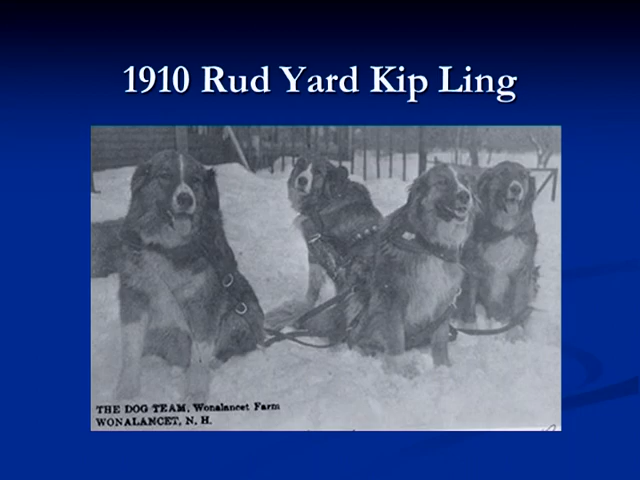 1910 Rud Yard Kip Ling
THE DOG TEAM, Wonalancet Farm
WONALANCET, N. H.